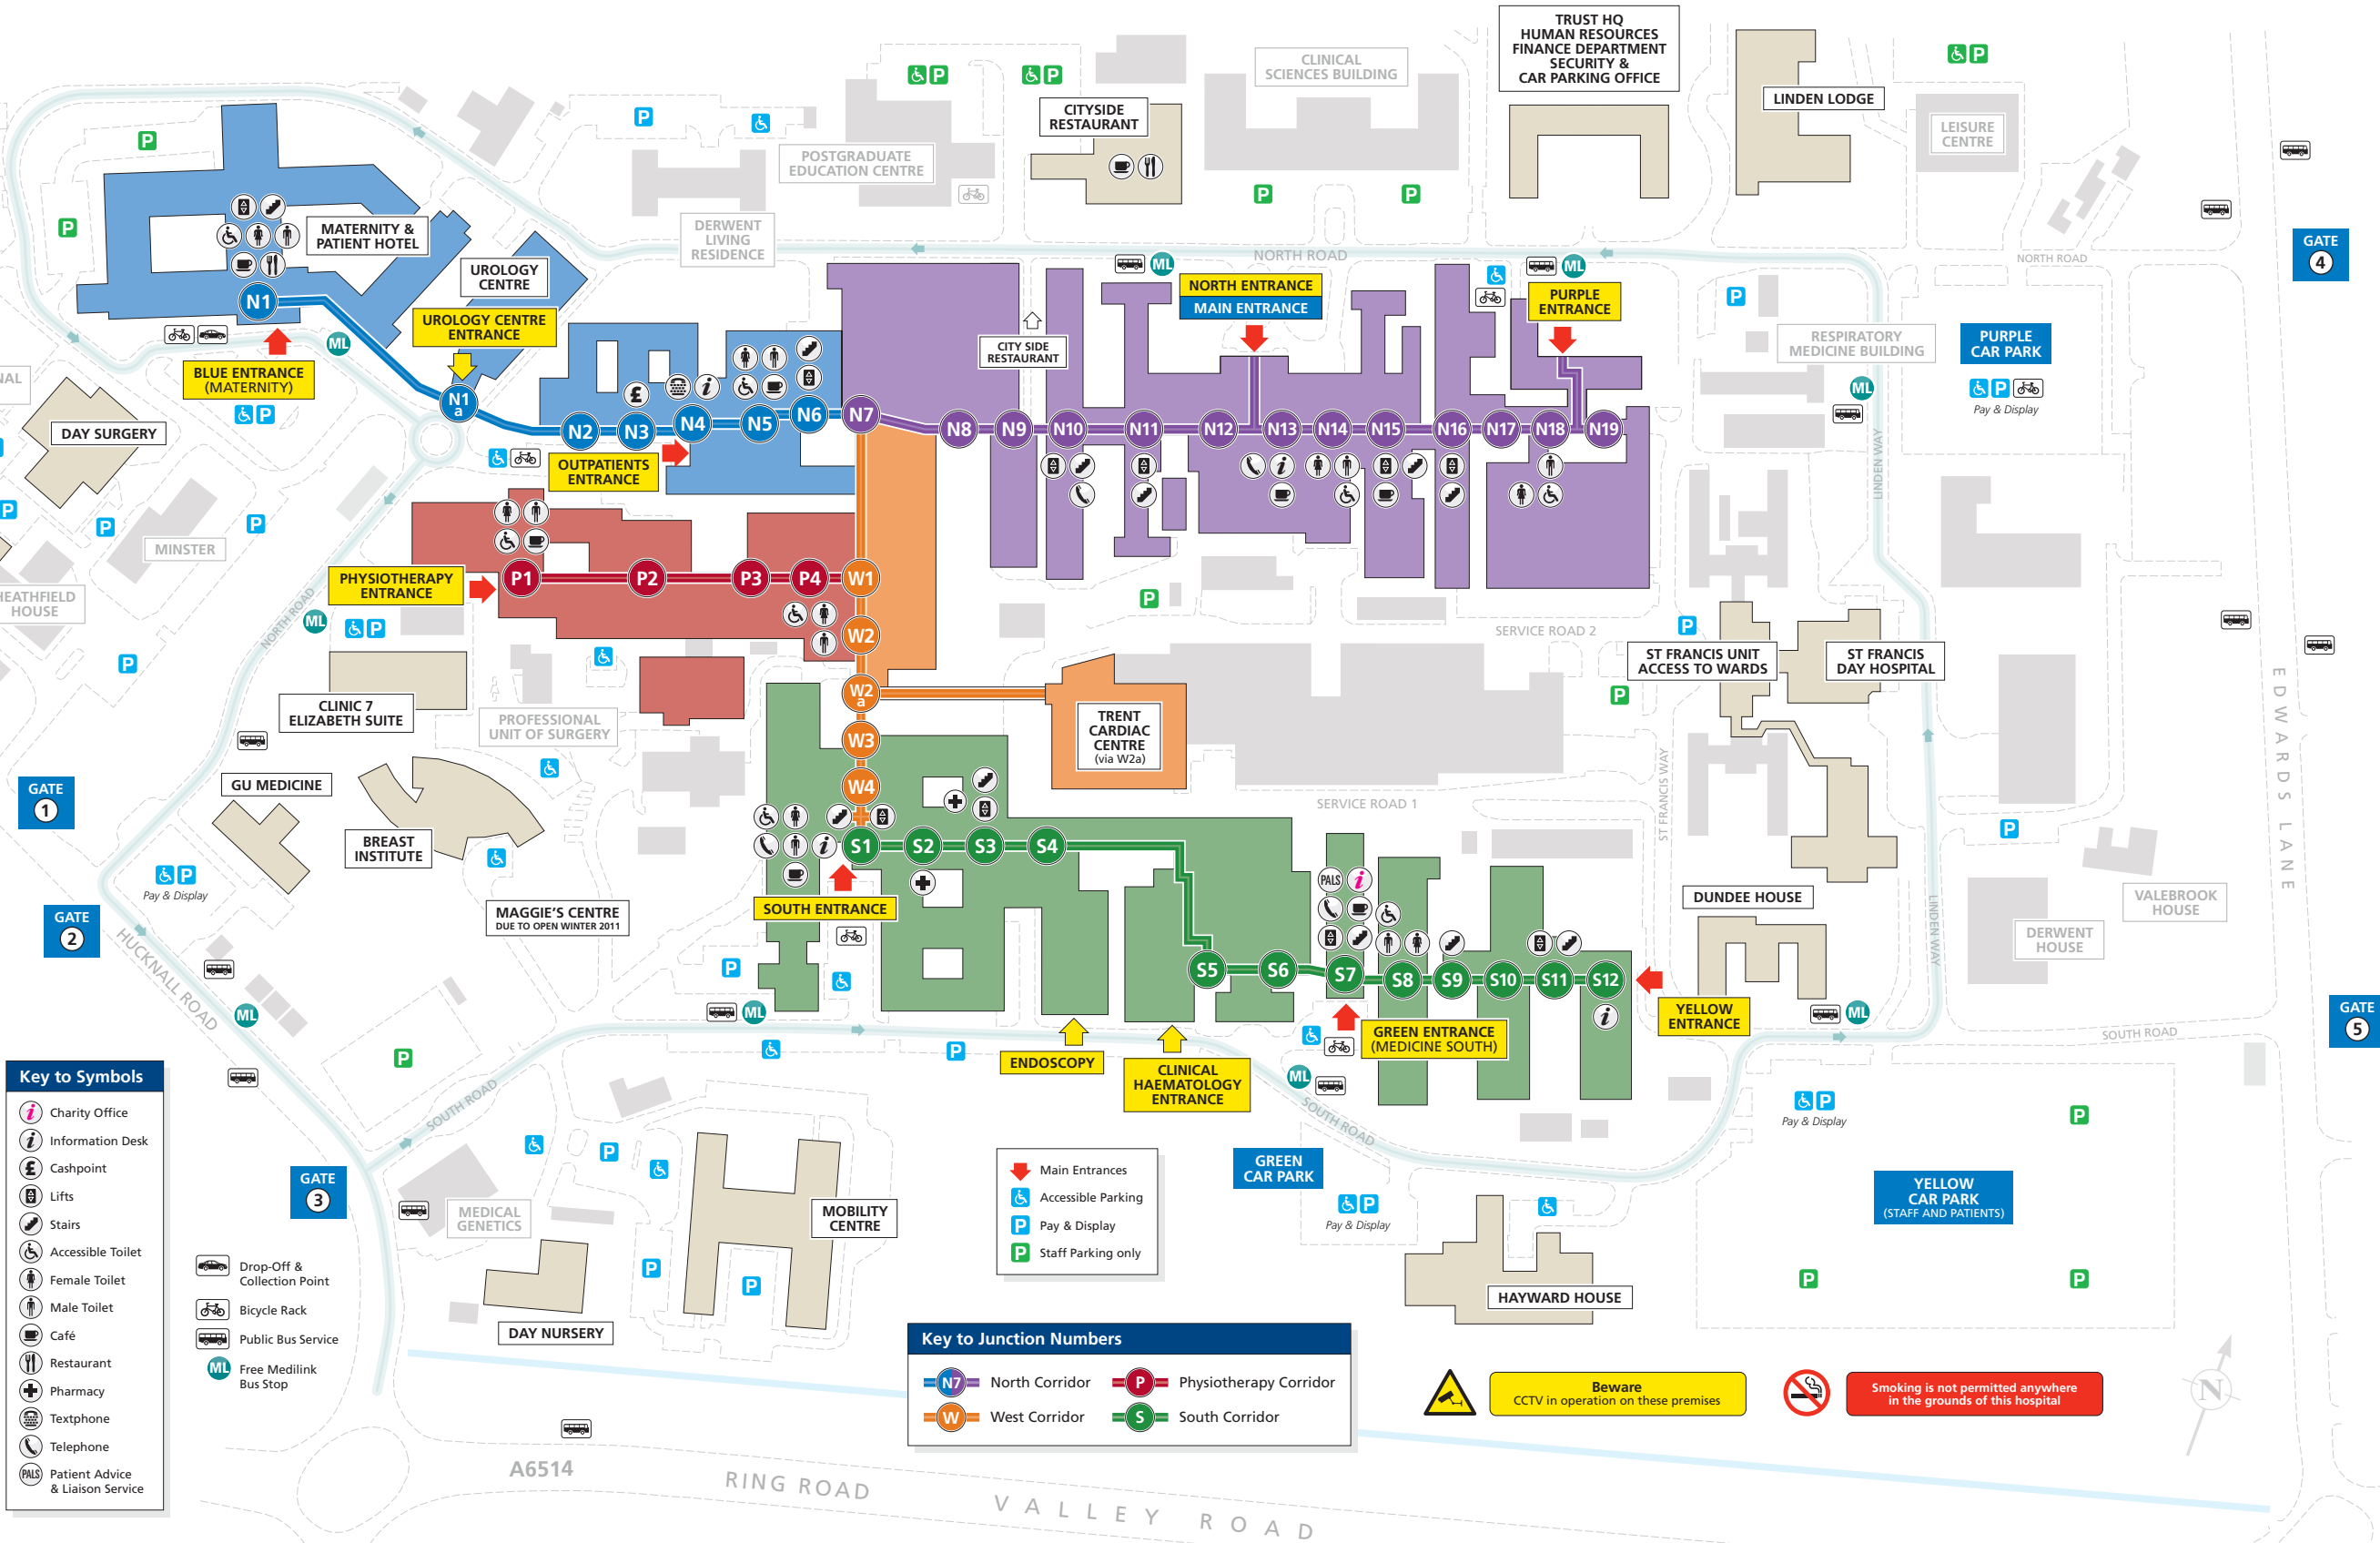 TRUST HQ
HUMAN RESOURCES
FINANCE DEPARTMENT
SECURITY &
CAR PARKING OFFICE
CLINICAL
SCIENCES BUILDING
LINDEN LODGE
CITYSIDE
RESTAURANT
LEISURE
CENTRE
POSTGRADUATE
EDUCATION CENTRE
P
P
P
P
P
P
P
P
P
MATERNITY &
PATIENT HOTEL
DERWENT
LIVING
RESIDENCE
NORTH ROAD
NORTH ROAD
GATE
4
UROLOGY
CENTRE
ML
ML
NORTH ENTRANCE
MAIN ENTRANCE
PURPLE
ENTRANCE
P
N1
UROLOGY CENTRE
ENTRANCE
ML
CITY SIDE
RESTAURANT
RESPIRATORY
MEDICINE BUILDING
PURPLE
CAR PARK
BLUE ENTRANCE
(MATERNITY)
P
NAL
£
i
ML
P
Pay & Display
N1
a
N2
N3
N4
N5
N6
N7
N8
N9
N10
N11
N12
N13
N14
N15
N16
N17
N18
N19
DAY SURGERY
OUTPATIENTS
ENTRANCE
i
LINDEN WAY
P
P
P
MINSTER
PHYSIOTHERAPY
ENTRANCE
P1
P2
P3
P4
W1
HEATHFIELD
HOUSE
NORTH ROAD
ML
P
P
P
W2
SERVICE ROAD 2
P
ST FRANCIS UNIT
ACCESS TO WARDS
ST FRANCIS
DAY HOSPITAL
CLINIC 7
ELIZABETH SUITE
W2
a
P
PROFESSIONAL
UNIT OF SURGERY
TRENT
CARDIAC
CENTRE
(via W2a)
W3
EDWARDS LANE
GATE
1
GU MEDICINE
W4
SERVICE ROAD 1
ST FRANCIS WAY
BREAST
INSTITUTE
i
S1
S2
S3
S4
P
P
Pay & Display
PALS
i
DUNDEE HOUSE
VALEBROOK
HOUSE
GATE
2
MAGGIE'S CENTRE
DUE TO OPEN WINTER 2011
SOUTH ENTRANCE
LINDEN WAY
DERWENT
HOUSE
HUCKNALL ROAD
P
S5
S6
S7
S8
S9
S10
S11
S12
ML
ML
i
YELLOW
ENTRANCE
ML
GATE
5
GREEN ENTRANCE
(MEDICINE SOUTH)
SOUTH ROAD
P
P
ENDOSCOPY
CLINICAL
HAEMATOLOGY
ENTRANCE
ML
SOUTH ROAD
SOUTH ROAD
P
Pay & Display
P
Key to Symbols
i Charity Office
i Information Desk
£ Cashpoint
Lifts
Stairs
Accessible Toilet
Female Toilet
Male Toilet
Café
Restaurant
Pharmacy
Textphone
Telephone
PALS Patient Advice
& Liaison Service
Drop-Off &
Collection Point
Bicycle Rack
Public Bus Service
ML Free Medilink
Bus Stop
GATE
3
MEDICAL
GENETICS
P
P
P
MOBILITY
CENTRE
DAY NURSERY
Main Entrances
Accessible Parking
P Pay & Display
P Staff Parking only
GREEN
CAR PARK
P
Pay & Display
YELLOW
CAR PARK
(STAFF AND PATIENTS)
P
P
HAYWARD HOUSE
Key to Junction Numbers
N7 North Corridor
P Physiotherapy Corridor
W West Corridor
S South Corridor
Beware
CCTV in operation on these premises
Smoking is not permitted anywhere
in the grounds of this hospital
N
A6514
RING ROAD
VALLEY ROAD